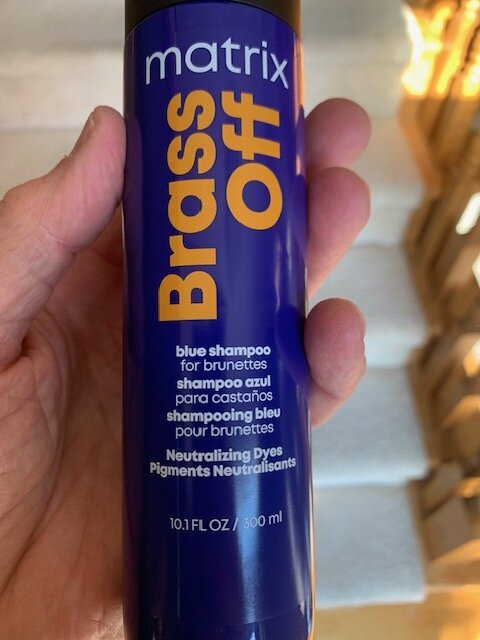 matrix
Brass
Off
blue shampoo
for brunettes
shampoo azul
para castaños
shampooing bleu
pour brunettes
Neutralizing Dyes
Pigments Neutralisants
10.1 FL OZ / 300 ml